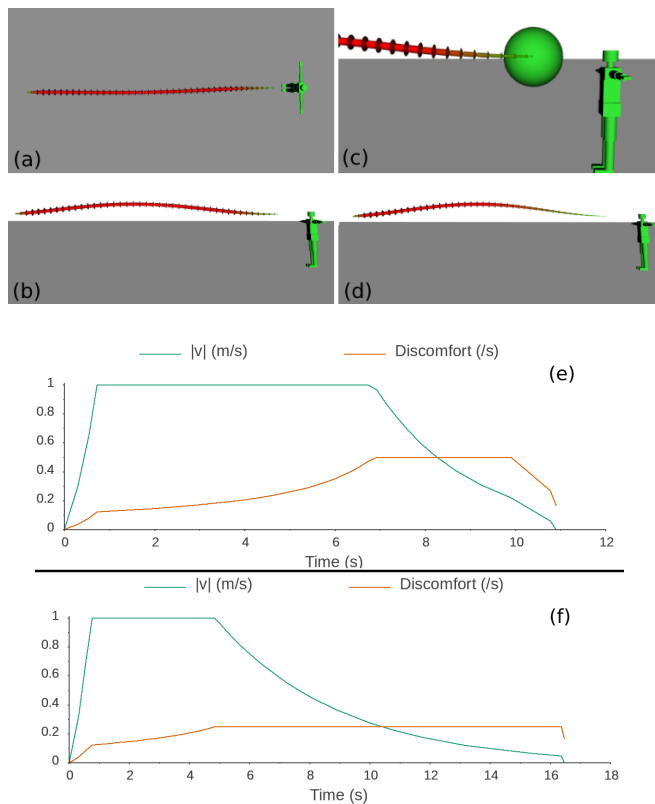 (a)
(c)
(b)
(d)
|v| (m/s) Discomfort (/s)
(e)
1
0.8
0.6
0.4
0.2
0
0 2 4 6 8 10 12
Time (s)
|v| (m/s) Discomfort (/s)
(f)
1
0.8
0.6
0.4
0.2
0
0 2 4 6 8 10 12 14 16 18
Time (s)